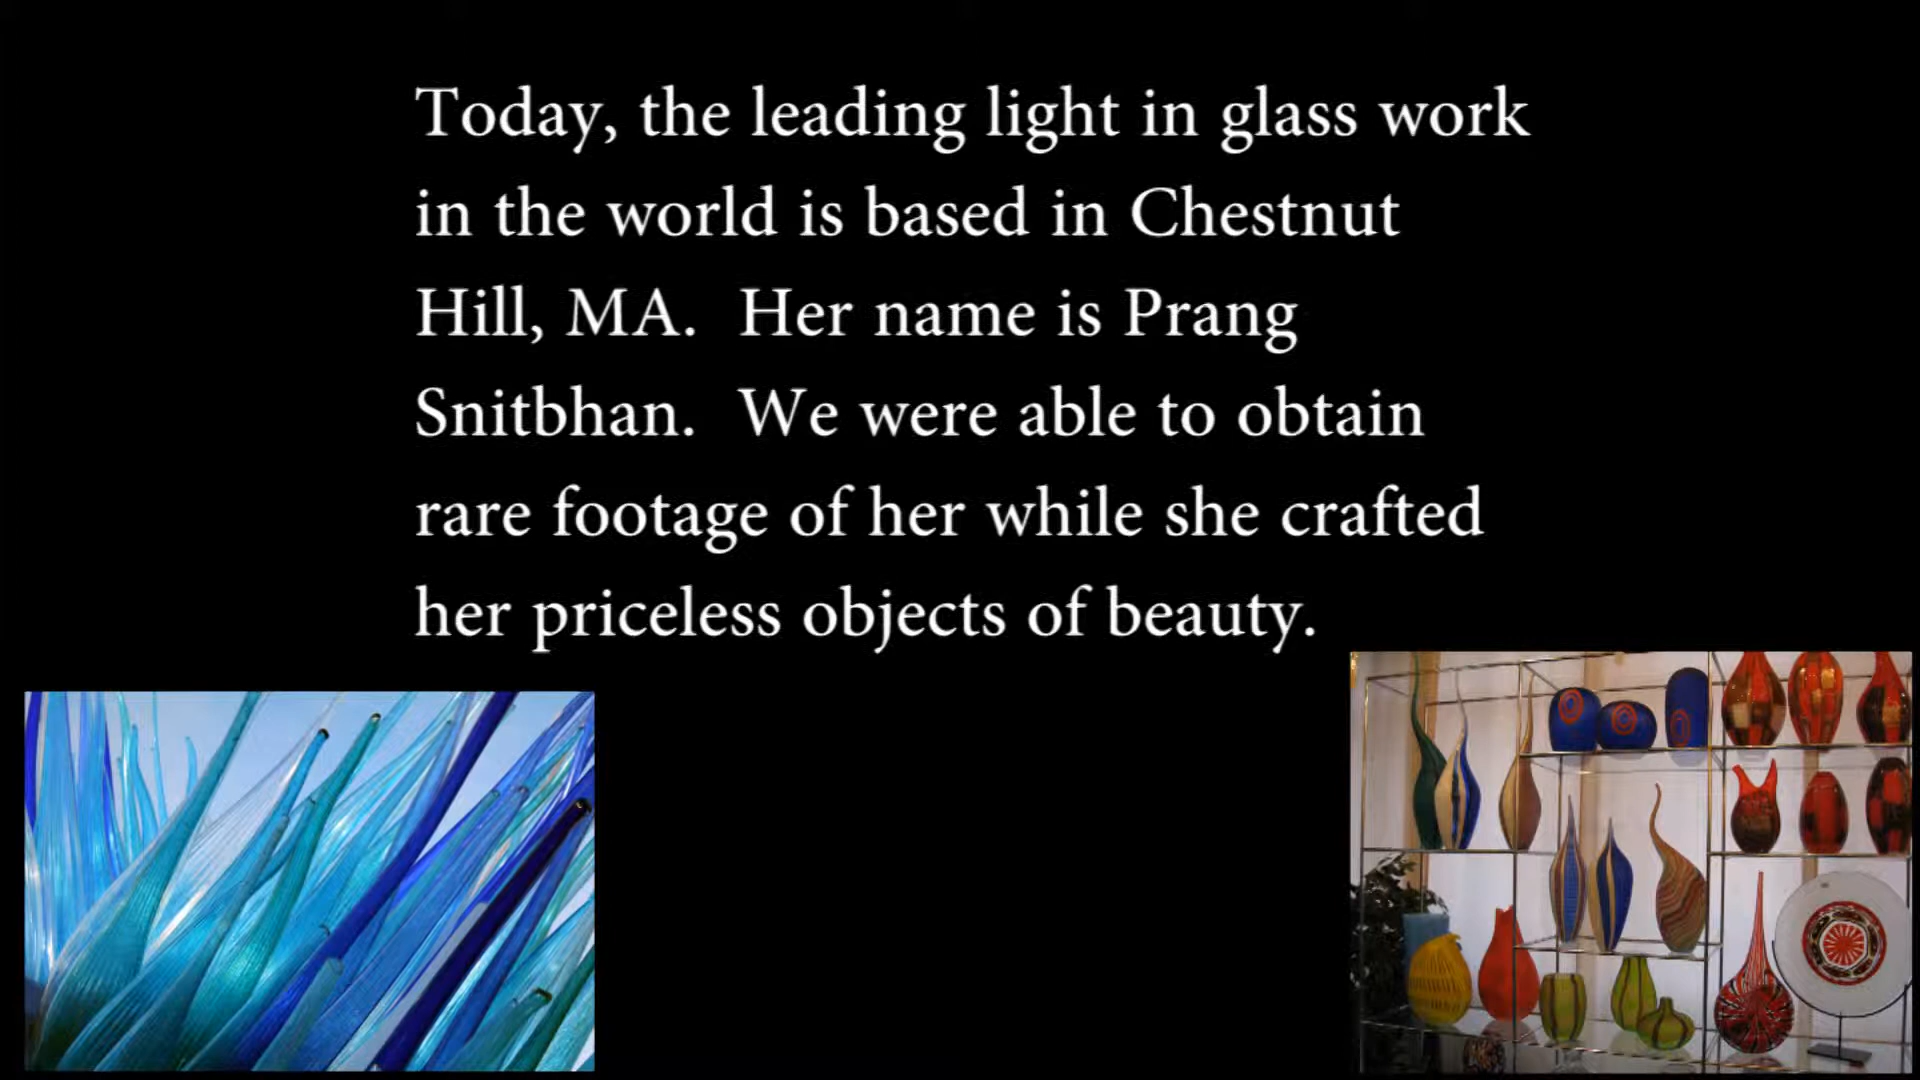 Today, the leading light in glass work
in the world is based in Chestnut
Hill, MA.  Her name is Prang
Snitbhan.  We were able to obtain
rare footage of her while she crafted
her priceless objects of beauty.